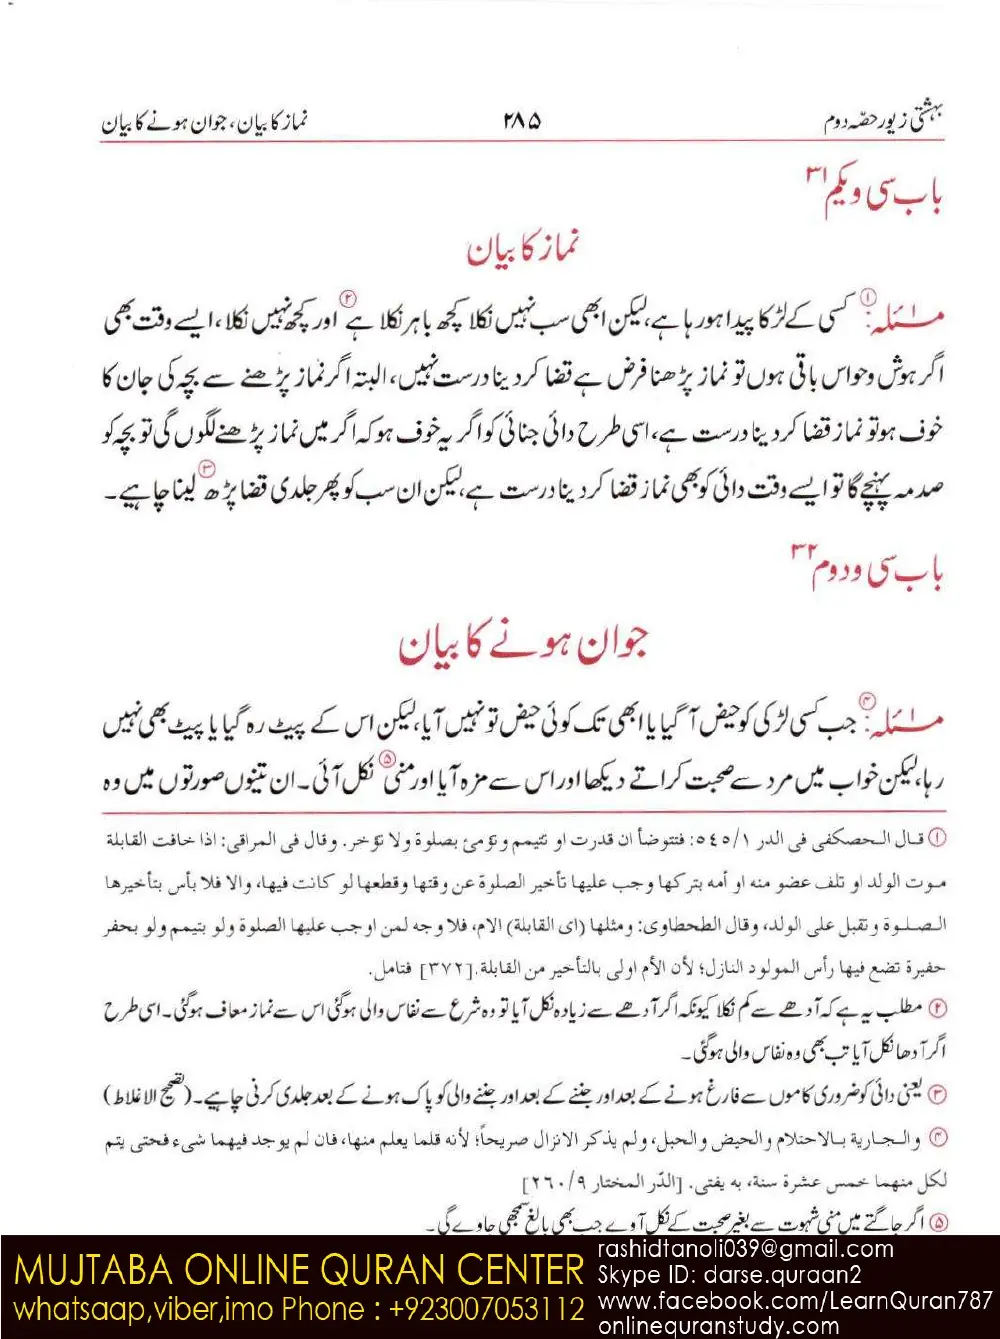 بہشتی زیور حصّہ دوم ۲۸۵ نماز کا بیان، جوان ہونے کا بیان
باب سی ویکم ۳۱
نماز کا بیان
مسئلہ ۱: ① کسی کے لڑکا پیدا ہو رہا ہے، لیکن ابھی سب نہیں نکلا کچھ باہر نکلا ہے ② اور کچھ نہیں نکلا، ایسے وقت بھی
اگر ہوش وحواس باقی ہوں تو نماز پڑھنا فرض ہے قضا کر دینا درست نہیں، البتہ اگر نماز پڑھنے سے بچہ کی جان کا
خوف ہو تو نماز قضا کر دینا درست ہے، اسی طرح دائی جنائی کو اگر یہ خوف ہو کہ اگر میں نماز پڑھنے لگوں گی تو بچہ کو
صدمہ پہنچے گا تو ایسے وقت دائی کو بھی نماز قضا کر دینا درست ہے، لیکن ان سب کو پھر جلدی قضا پڑھ ③ لینا چاہیے۔
باب سی ودوم ۳۲
جوان ہونے کا بیان
مسئلہ ۱: ④ جب کسی لڑکی کو حیض آ گیا یا ابھی تک کوئی حیض تو نہیں آیا، لیکن اس کے پیٹ رہ گیا یا پیٹ بھی نہیں
رہا، لیکن خواب میں مرد سے صحبت کراتے دیکھا اور اس سے مزہ آیا اور منی ⑤ نکل آئی۔ ان تینوں صورتوں میں وہ
① قال الحصكفى فى الدر ٥٤٥/١: فتتوضأ ان قدرت او تتيمم وتؤمئ بصلوة ولا تؤخر. وقال فى المراقى: اذا خافت القابلة
موت الولد او تلف عضو منه او أمه بتركها وجب عليها تأخير الصلوة عن وقتها وقطعها لو كانت فيها، والا فلا بأس بتأخيرها
الصلوة وتقبل على الولد، وقال الطحطاوى: ومثلها (اى القابلة) الام، فلا وجه لمن اوجب عليها الصلوة ولو بتيمم ولو بحفر
حفيرة تضع فيها رأس المولود النازل؛ لأن الأم اولى بالتأخير من القابلة.[٣٧٢] فتامل.
② مطلب یہ ہے کہ آدھے سے کم نکلا کیونکہ اگر آدھے سے زیادہ نکل آیا تو وہ شرع سے نفاس والی ہوگئی اس سے نماز معاف ہوگئی۔ اسی طرح
اگر آدھا نکل آیا تب بھی وہ نفاس والی ہوگئی۔
③ یعنی دائی کو ضروری کاموں سے فارغ ہونے کے بعد اور جننے کے بعد اور جننے والی کو پاک ہونے کے بعد جلدی کرنی چاہیے۔ (تصحیح الاغلاط)
④ والجارية بالاحتلام والحيض والحبل، ولم يذكر الانزال صريحاً؛ لأنه قلما يعلم منها، فان لم يوجد فيهما شىء فحتى يتم
لكل منهما خمس عشرة سنة، به يفتى. [الدّر المختار ٢٦٠/٩]
⑤ اگر جاگتے میں منی شہوت سے بغیر صحبت کے نکل آوے جب بھی بالغ سمجھی جاوے گی۔
MUJTABA ONLINE QURAN CENTER
whatsaap,viber,imo Phone : +923007053112
rashidtanoli039@gmail.com
Skype ID: darse.quraan2
www.facebook.com/LearnQuran787
onlinequranstudy.com